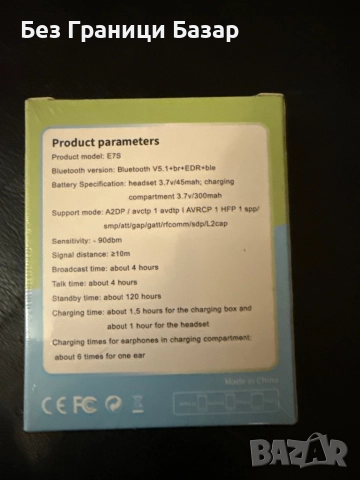 Без Граници Базар
Product parameters
Product model: E7S
Bluetooth version: Bluetooth V5.1+br+EDR+ble
Battery Specification: headset 3.7v/45mah; charging
compartment 3.7v/300mah
Support mode: A2DP / avctp 1 avdtp l AVRCP 1 HFP 1 spp/
smp/att/gap/gatt/rfcomm/sdp/L2cap
Sensitivity: - 90dbm
Signal distance: ≥10m
Broadcast time: about 4 hours
Talk time: about 4 hours
Standby time: about 120 hours
Charging time: about 1,5 hours for the charging box and
about 1 hour for the headset
Charging times for earphones in charging compartment:
about 6 times for one ear
Made in China
CE FC
BAZAR